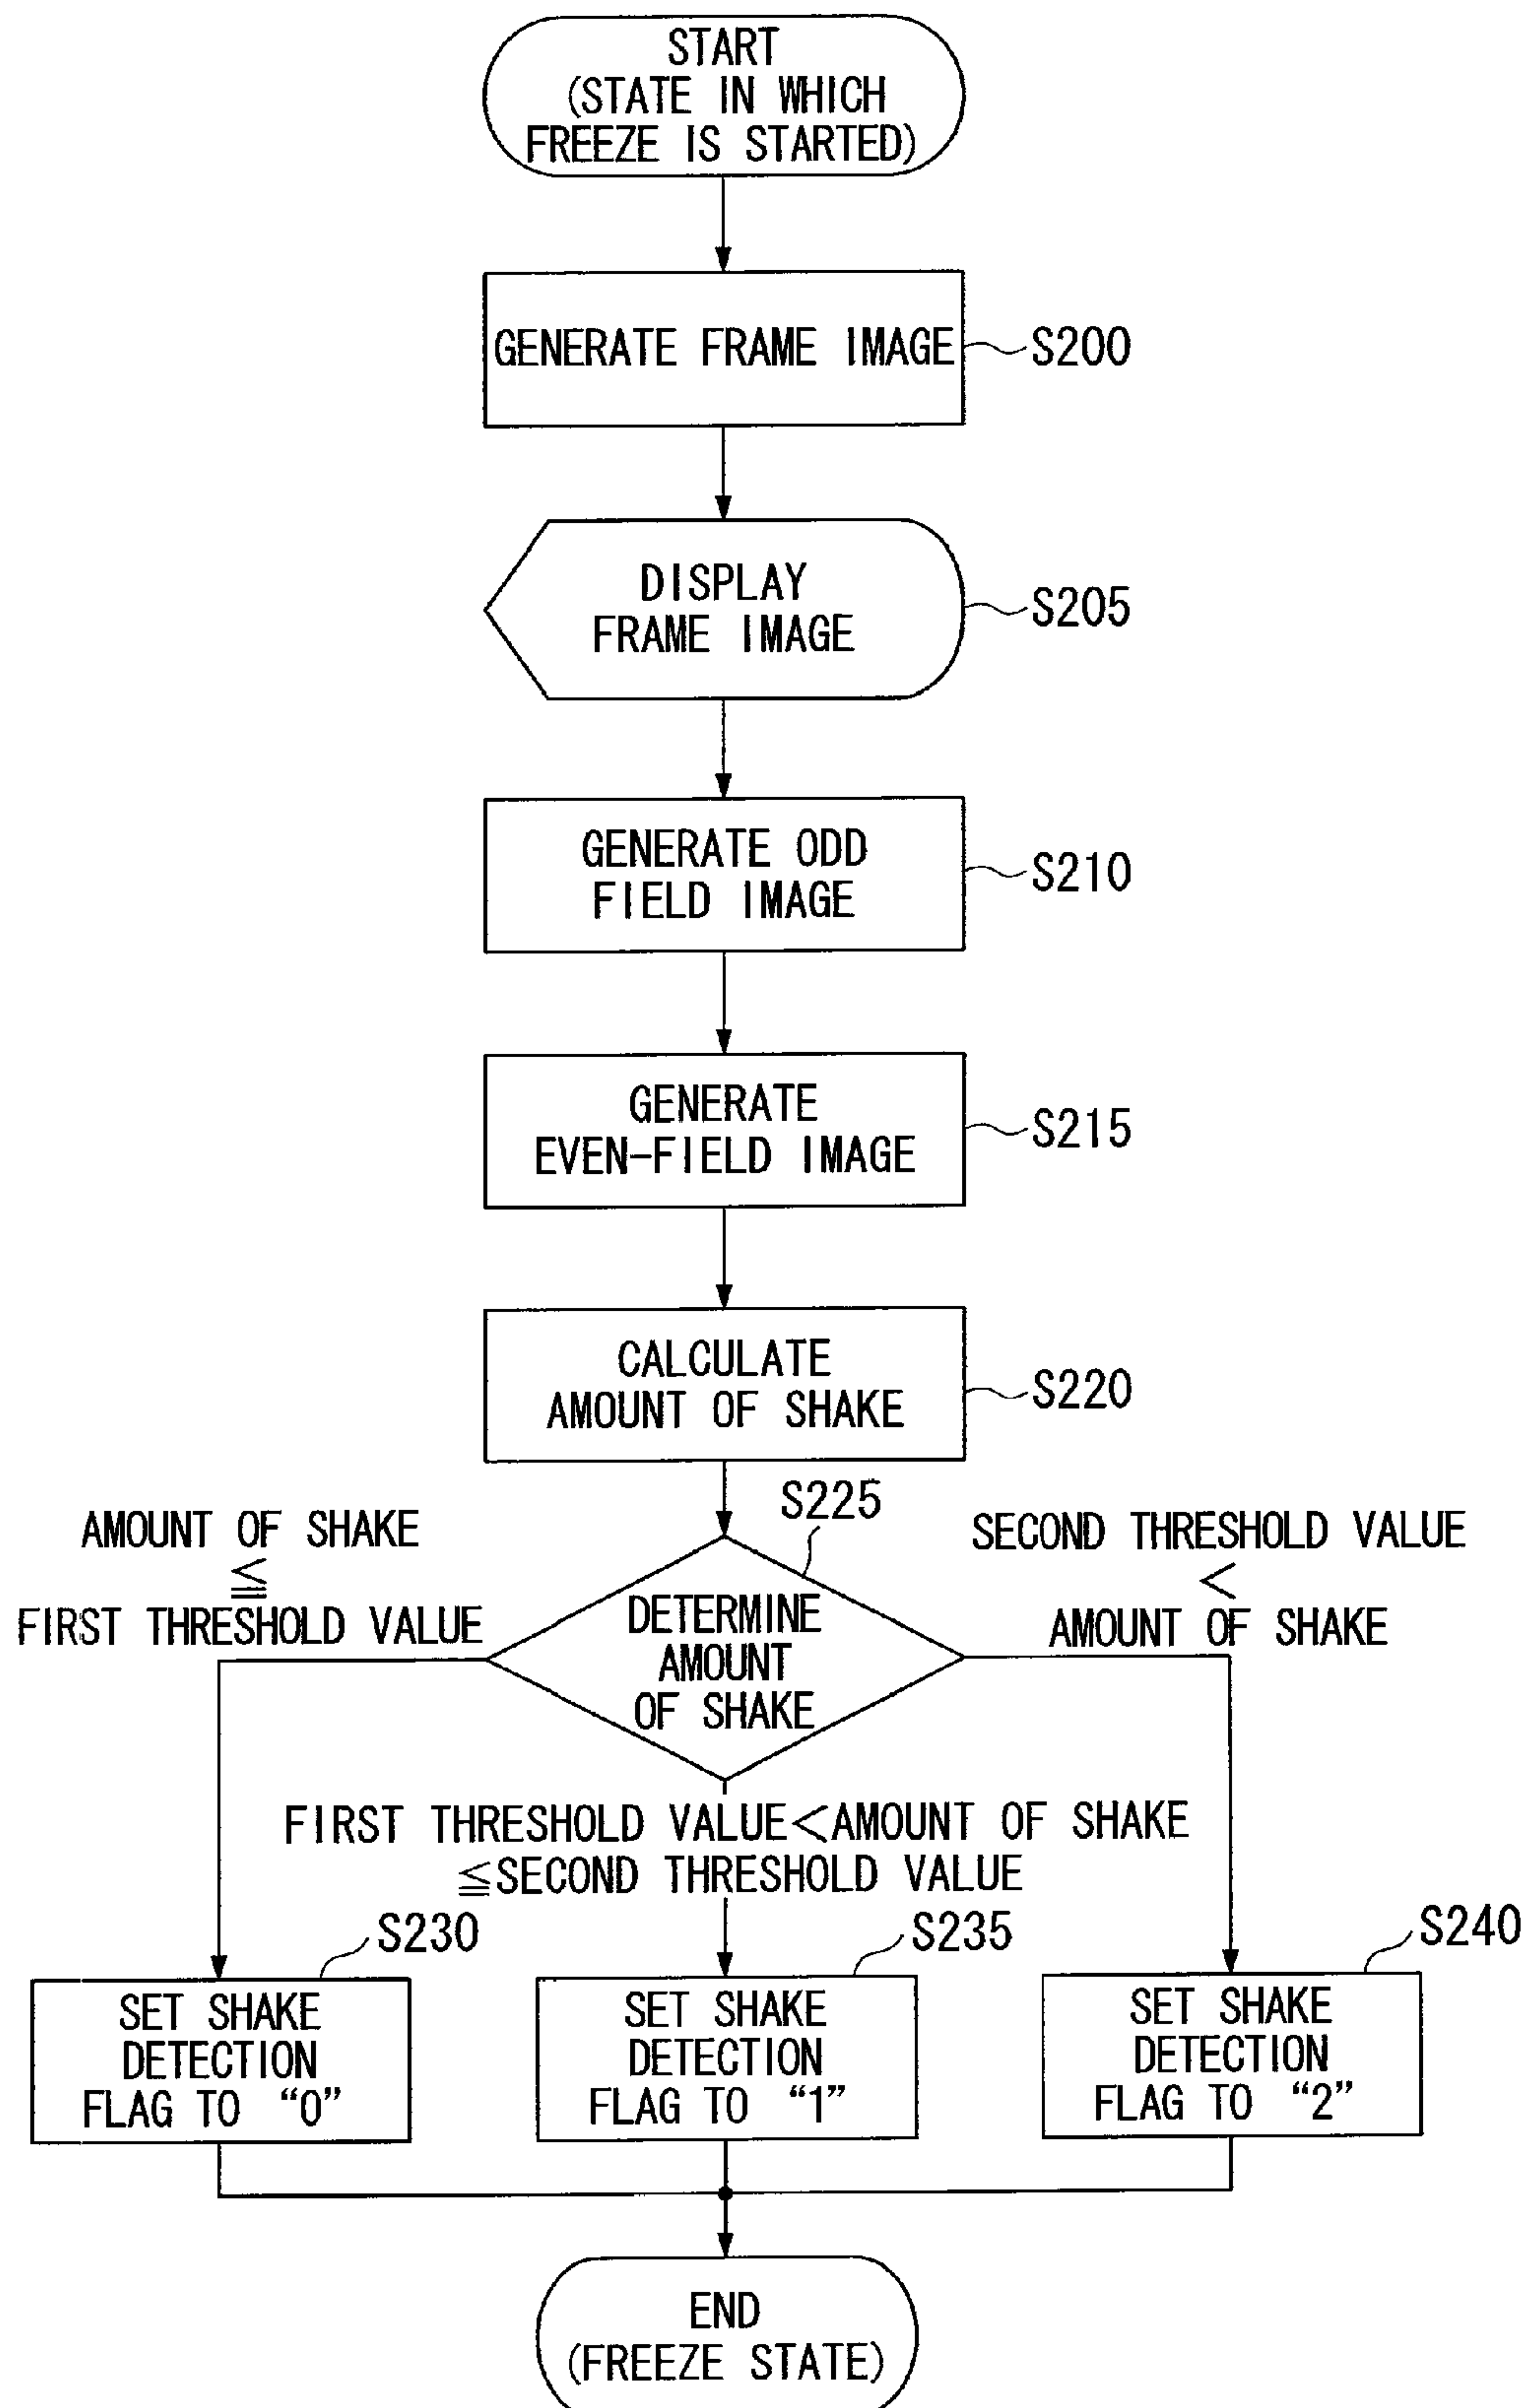 START
(STATE IN WHICH
FREEZE IS STARTED)
GENERATE FRAME IMAGE
S200
DISPLAY
FRAME IMAGE
S205
GENERATE ODD
FIELD IMAGE
S210
GENERATE
EVEN-FIELD IMAGE
S215
CALCULATE
AMOUNT OF SHAKE
S220
S225
DETERMINE
AMOUNT
OF SHAKE
AMOUNT OF SHAKE
≦
FIRST THRESHOLD VALUE
SECOND THRESHOLD VALUE
<
AMOUNT OF SHAKE
FIRST THRESHOLD VALUE<AMOUNT OF SHAKE
≦SECOND THRESHOLD VALUE
S230
SET SHAKE
DETECTION
FLAG TO “0”
S235
SET SHAKE
DETECTION
FLAG TO “1”
S240
SET SHAKE
DETECTION
FLAG TO “2”
END
(FREEZE STATE)